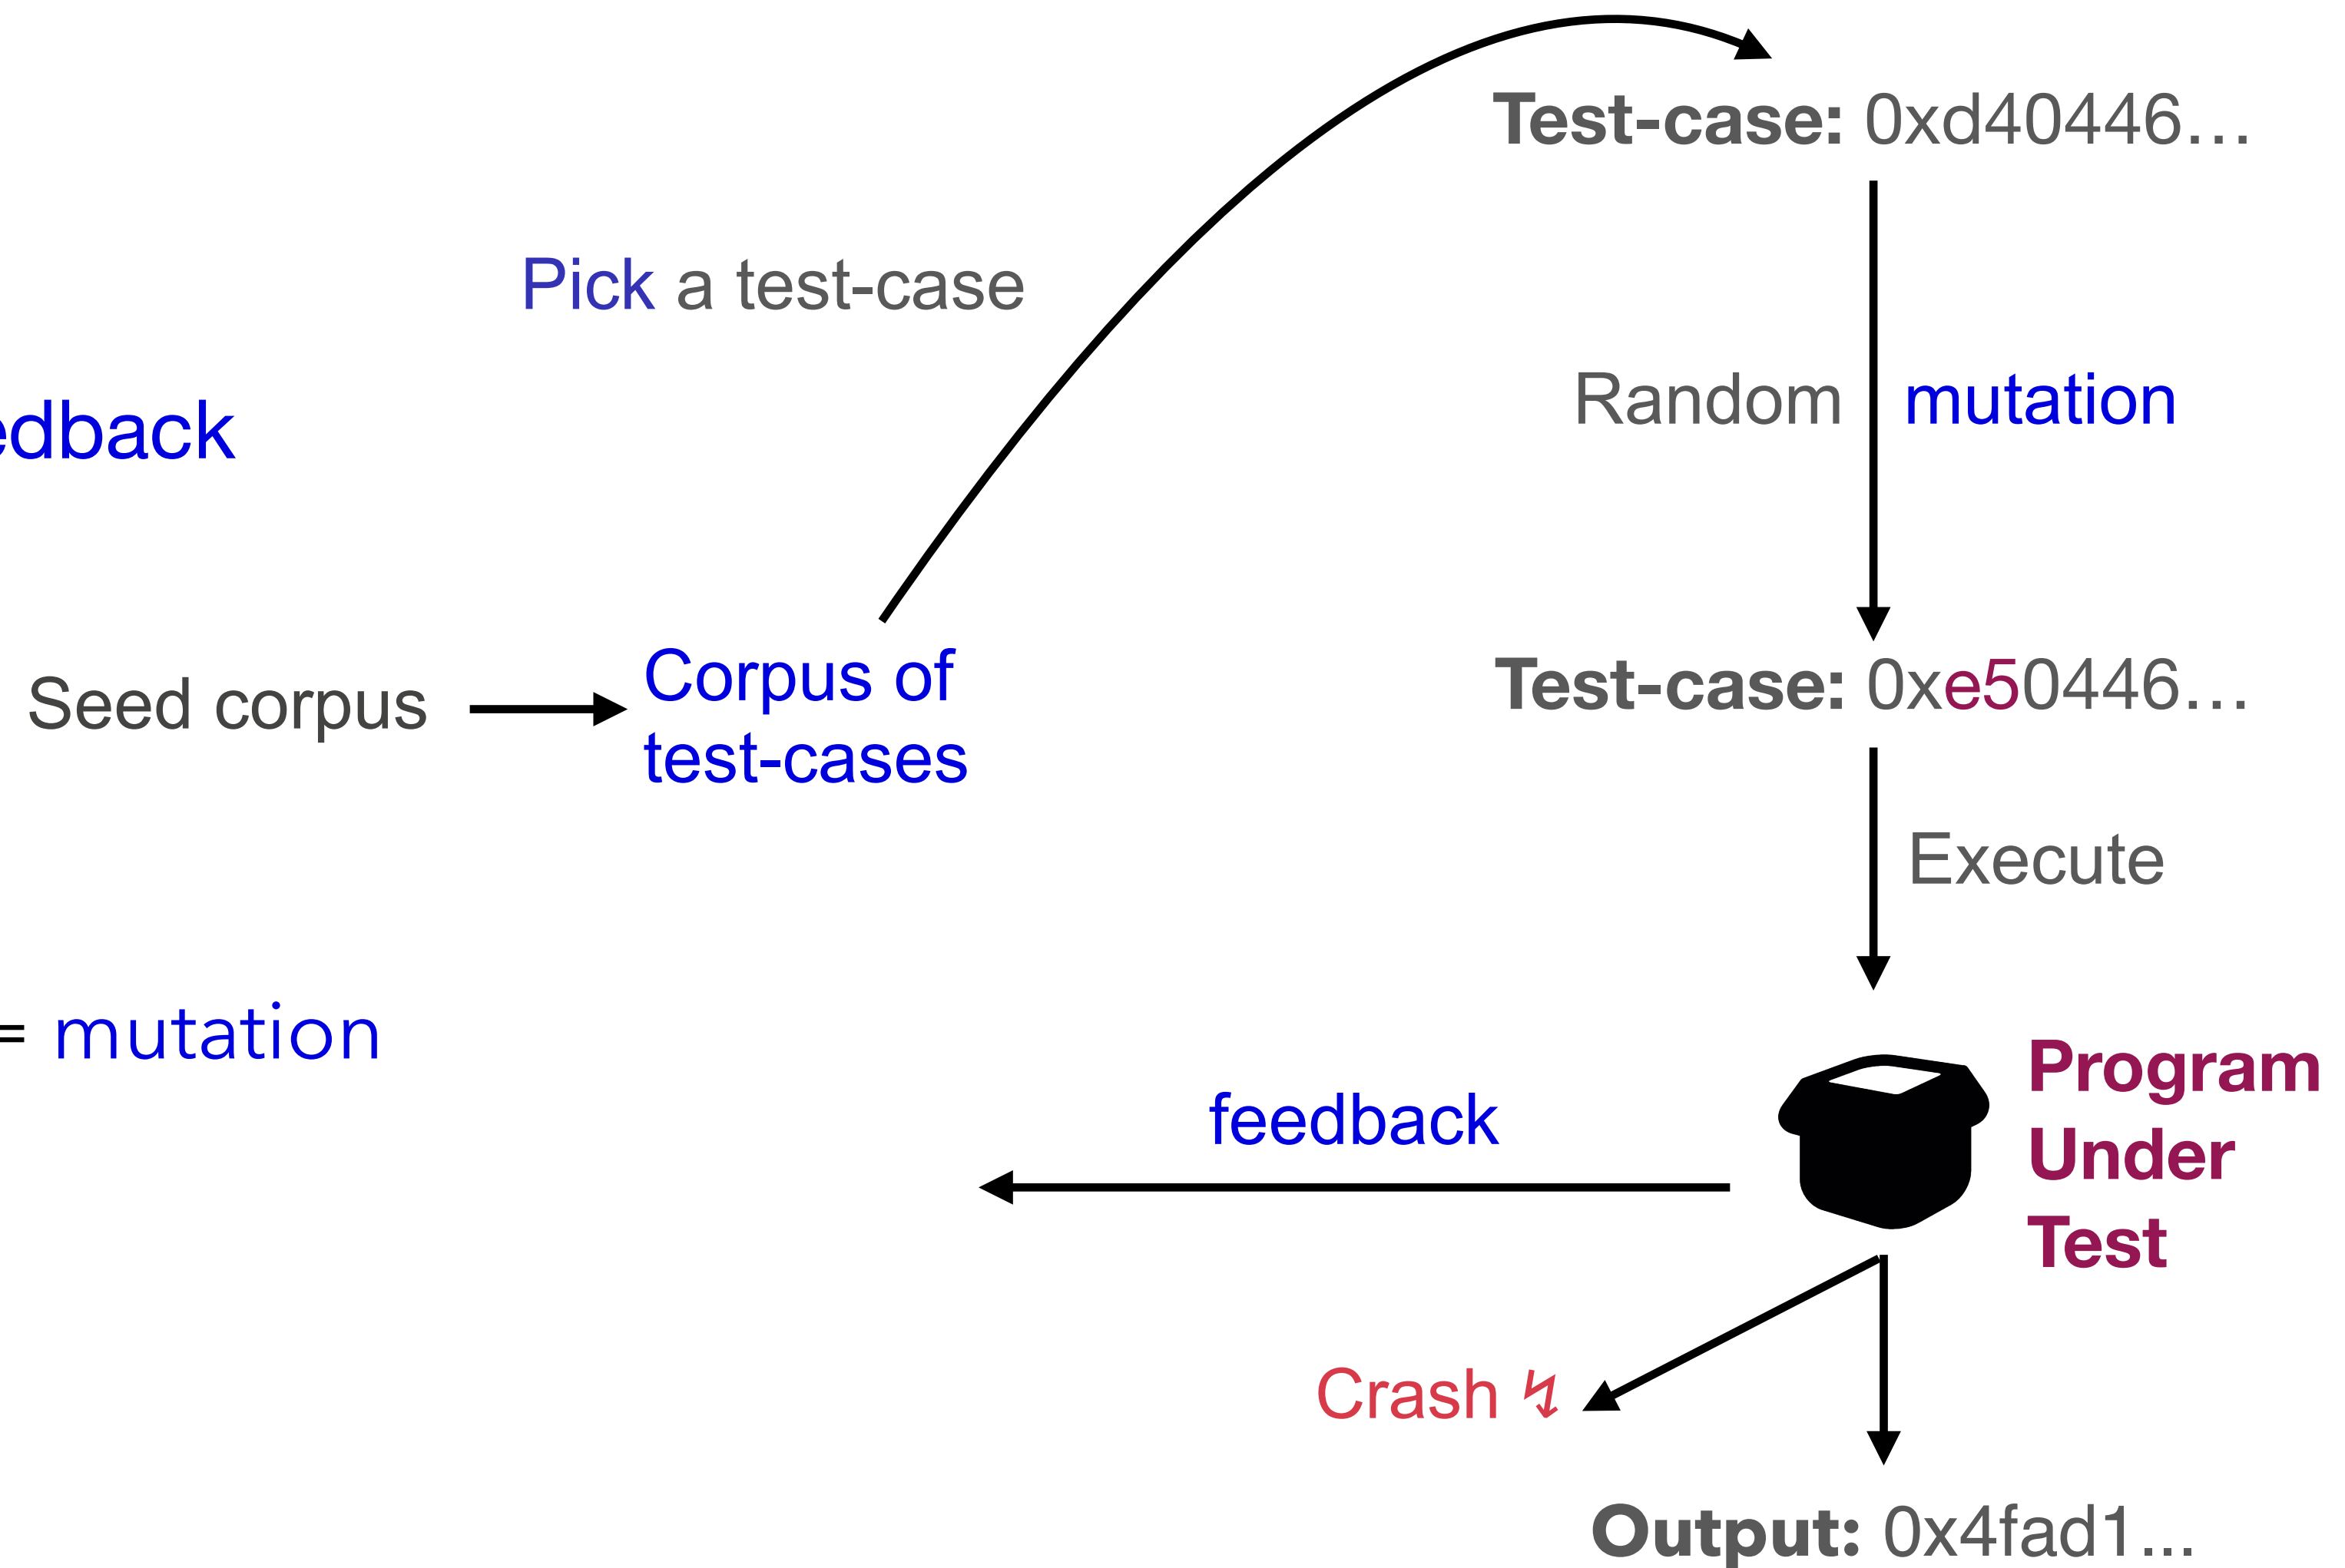 Test-case: 0xd40446...
Pick a test-case
Random mutation
edback
Seed corpus
Corpus of
test-cases
Test-case: 0xe50446...
Execute
= mutation
feedback
Program
Under
Test
Crash ↯
Output: 0x4fad1...